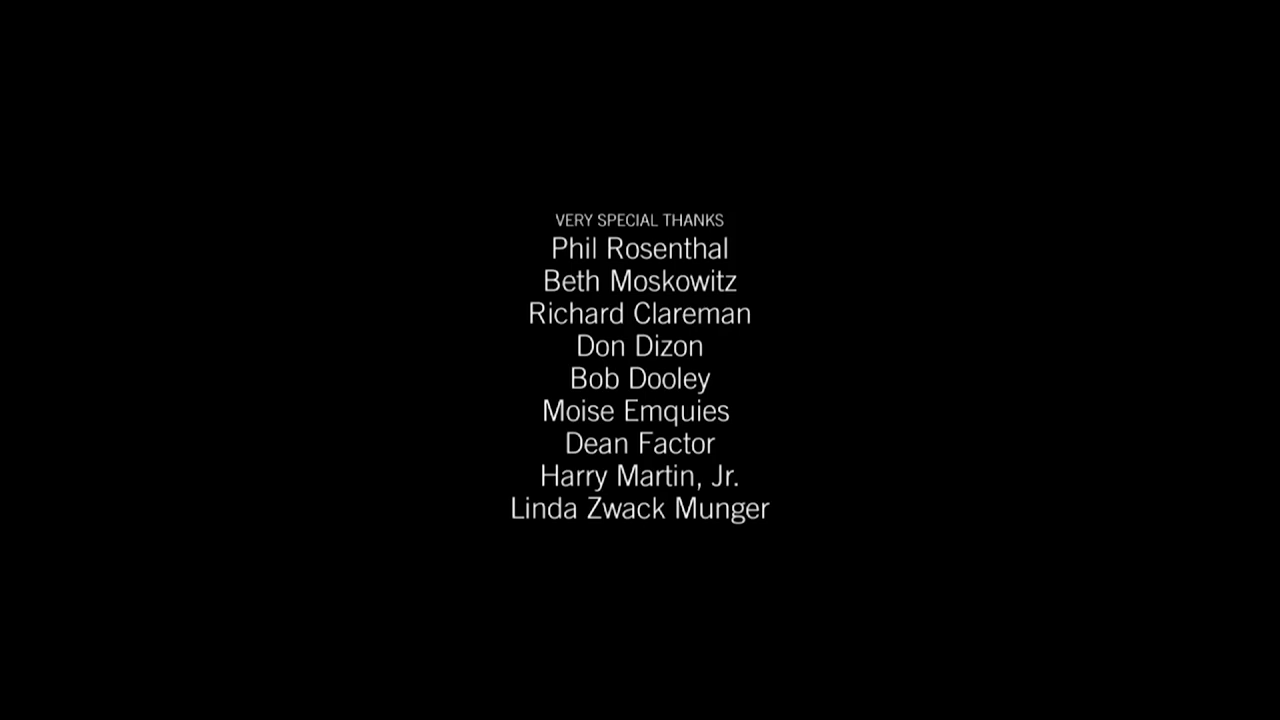 VERY SPECIAL THANKS
Phil Rosenthal
Beth Moskowitz
Richard Clareman
Don Dizon
Bob Dooley
Moise Emquies
Dean Factor
Harry Martin, Jr.
Linda Zwack Munger